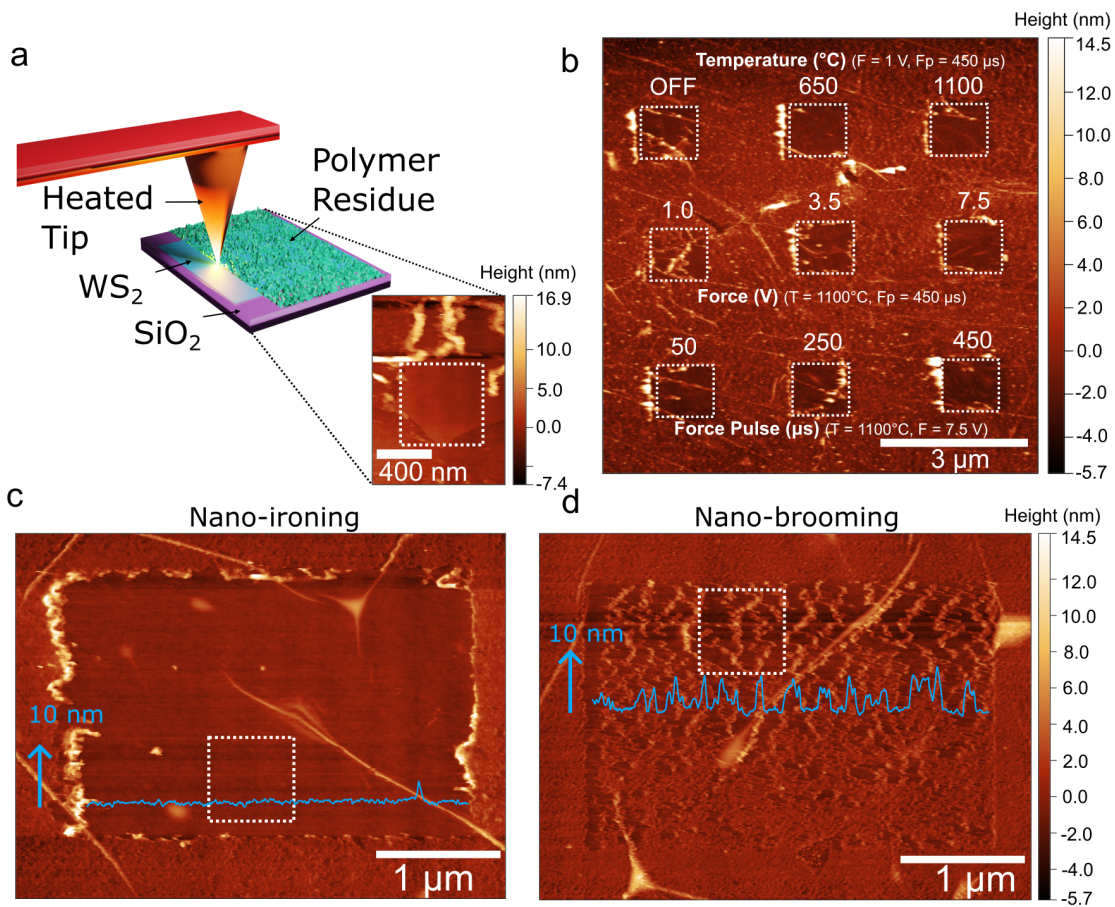 a
Heated
Tip
Polymer
Residue
WS₂
SiO₂
Height (nm)
16.9
10.0
5.0
0.0
-7.4
400 nm
b
Height (nm)
14.5
12.0
10.0
8.0
6.0
4.0
2.0
0.0
-2.0
-4.0
-5.7
Temperature (°C) (F = 1 V, Fp = 450 µs)
OFF 650 1100
1.0 3.5 7.5
Force (V) (T = 1100°C, Fp = 450 µs)
50 250 450
Force Pulse (µs) (T = 1100°C, F = 7.5 V)
3 µm
c
Nano-ironing
10 nm
1 µm
d
Nano-brooming
10 nm
1 µm
Height (nm)
14.5
12.0
10.0
8.0
6.0
4.0
2.0
0.0
-2.0
-4.0
-5.7